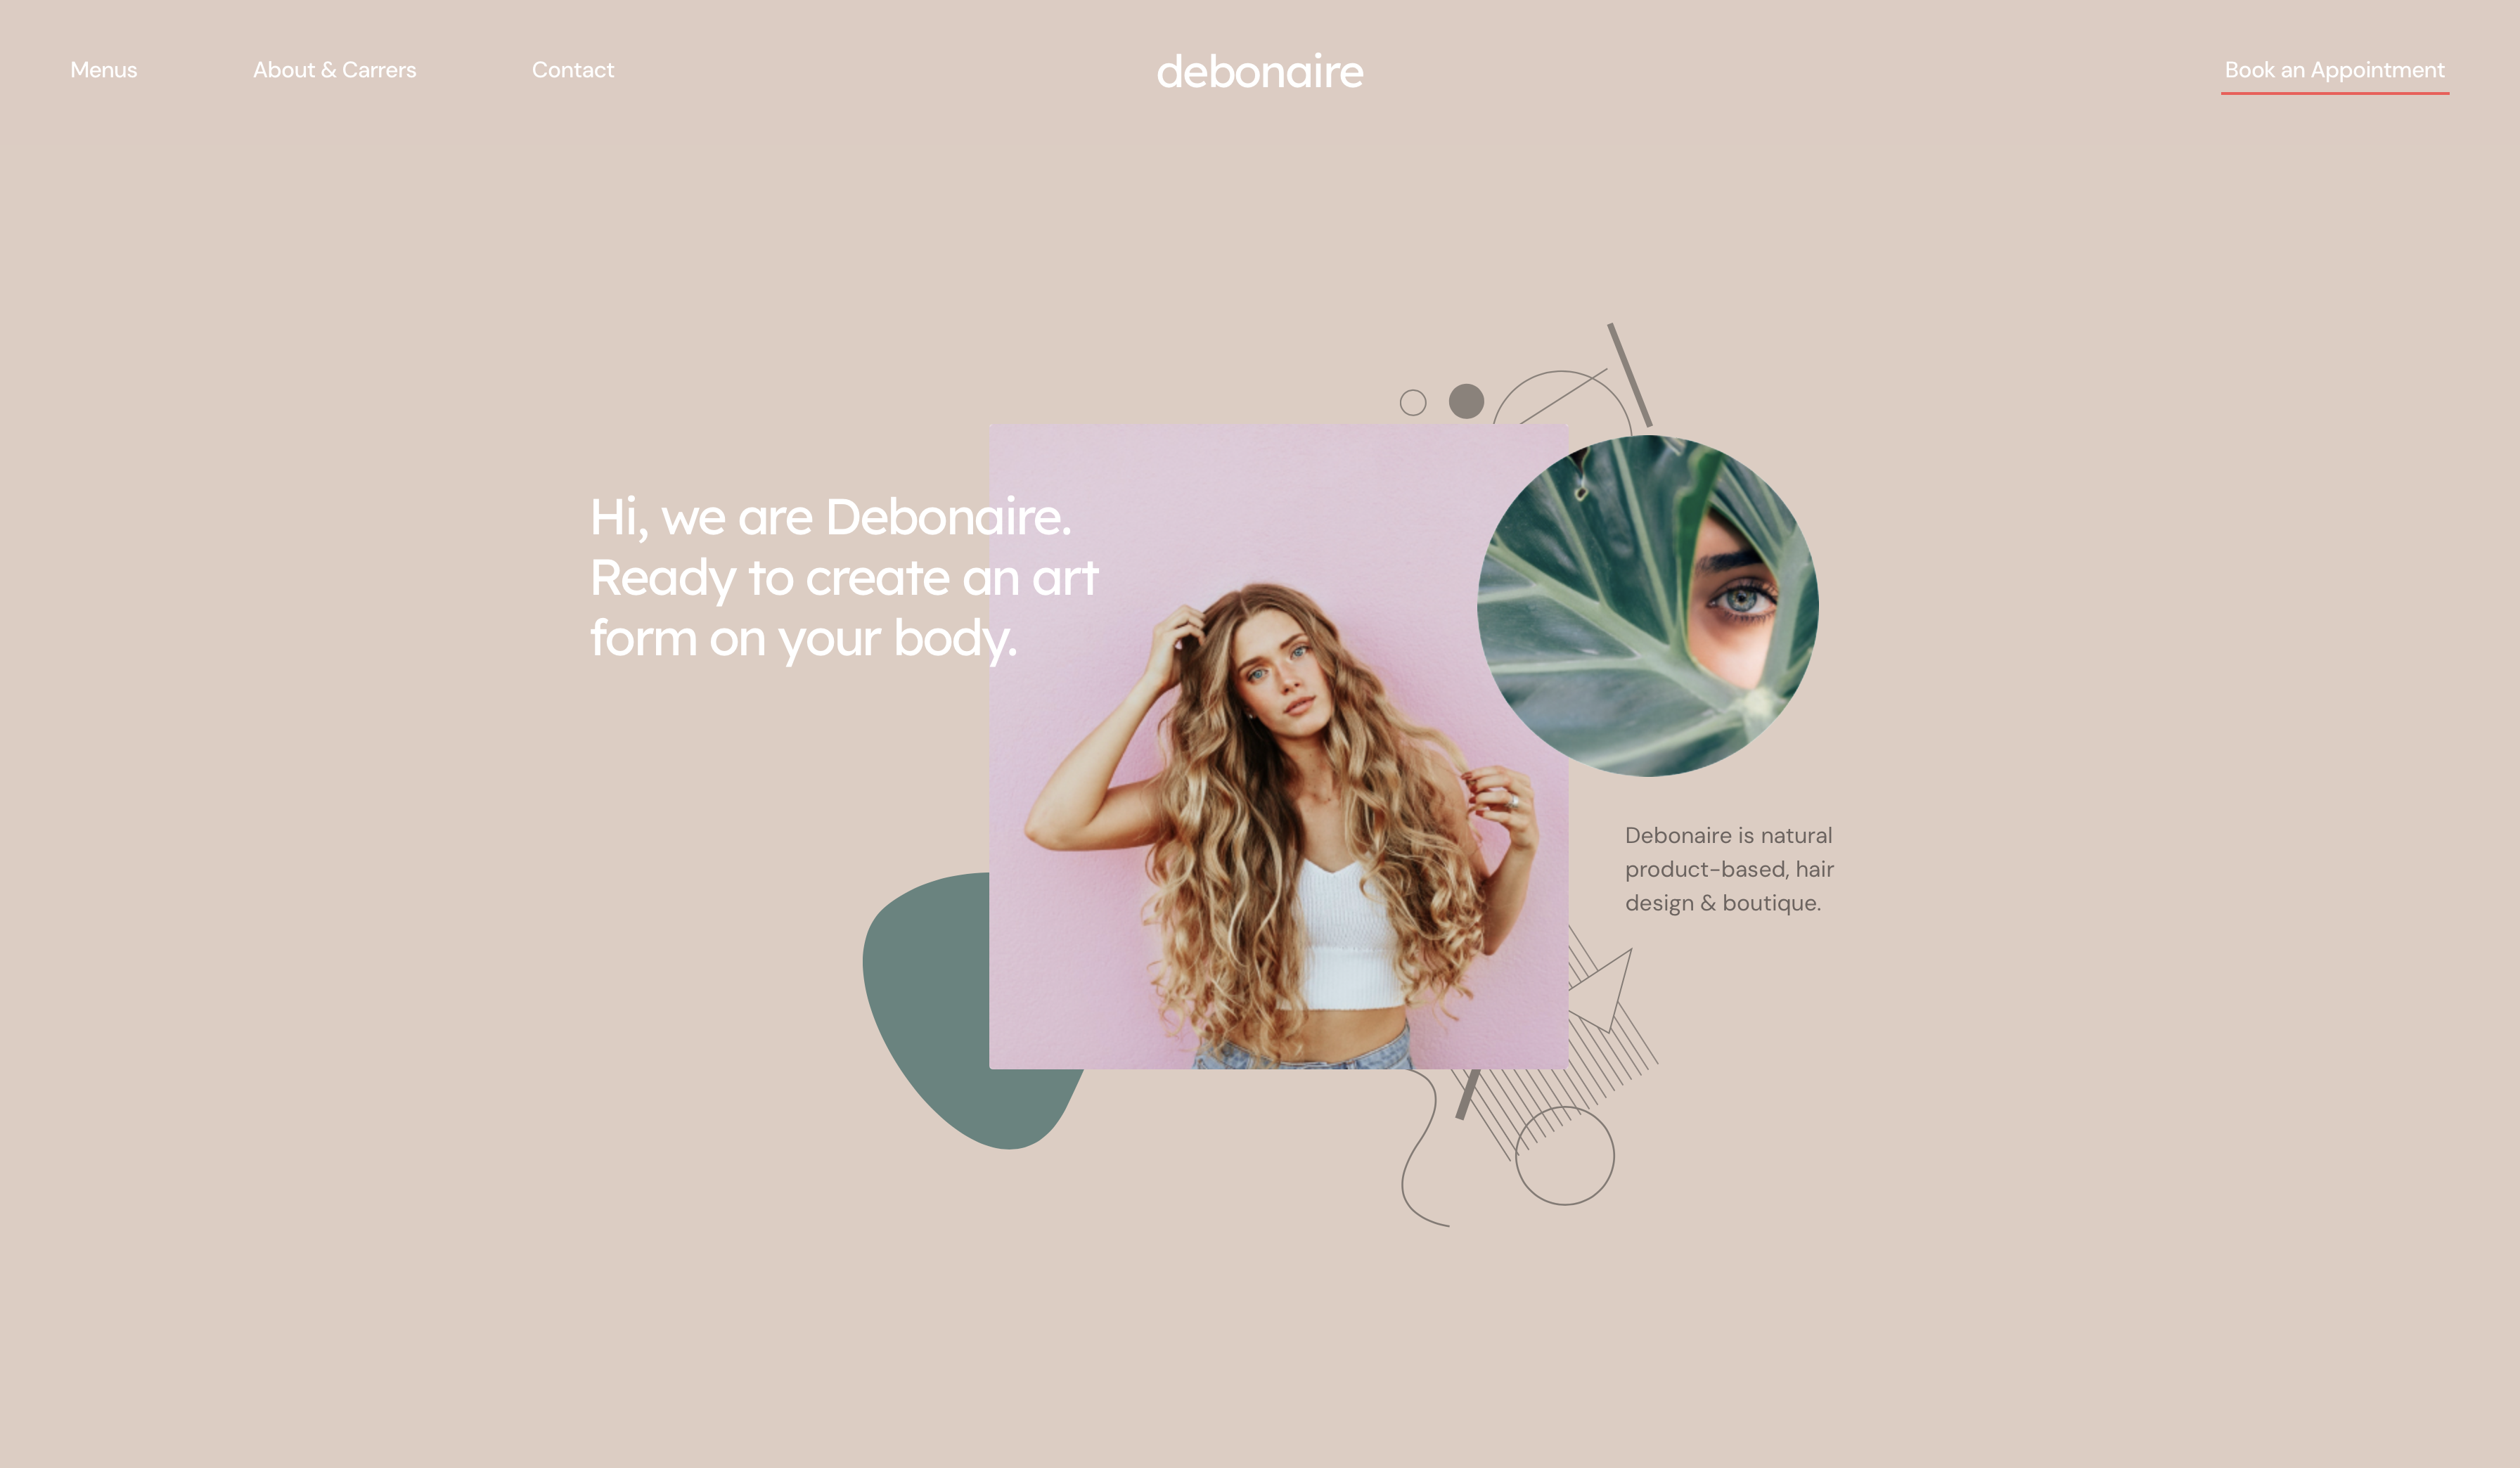 Menus
About & Carrers
Contact
debonaire
Book an Appointment
Hi, we are Debonaire.
Ready to create an art
form on your body.
Debonaire is natural
product-based, hair
design & boutique.